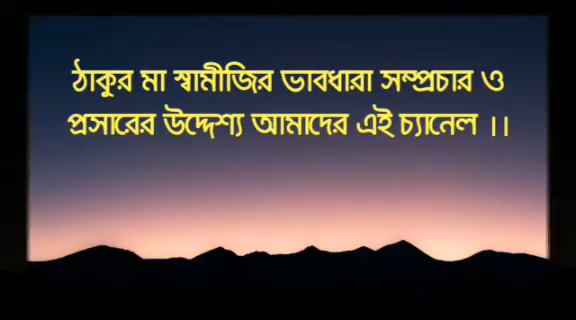 ঠাকুর মা স্বামীজির ভাবধারা সম্প্রচার ও
প্রসারের উদ্দেশ্য আমাদের এই চ্যানেল ।।